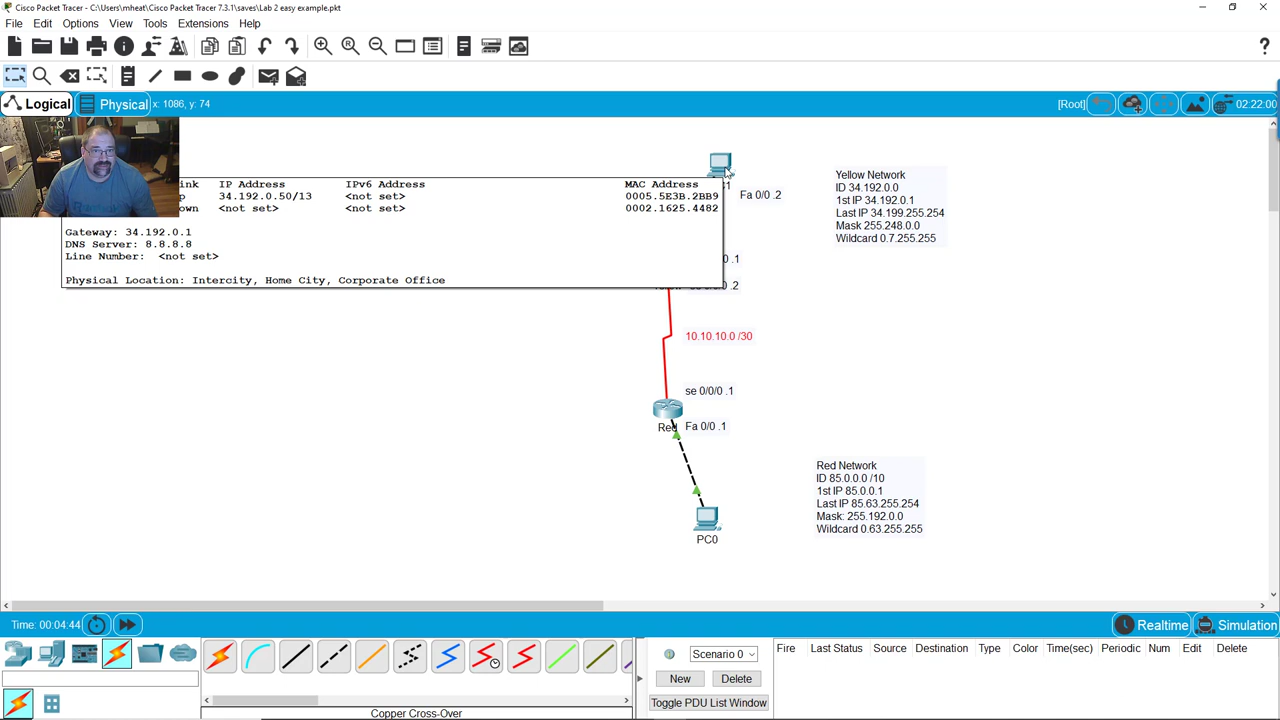 Cisco Packet Tracer - C:\Users\mheat\Cisco Packet Tracer 7.3.1\saves\Lab 2 easy example.pkt
File Edit Options View Tools Extensions Help
Logical Physical x: 1086, y: 74 [Root] 02:22:00
ink IP Address IPv6 Address MAC Address
p 34.192.0.50/13 <not set> 0005.5E3B.2BB9
own <not set> <not set> 0002.1625.4482
Gateway: 34.192.0.1
DNS Server: 8.8.8.8
Line Number: <not set>
Physical Location: Intercity, Home City, Corporate Office
Fa 0/0 .2
Yellow Network
ID 34.192.0.0
1st IP 34.192.0.1
Last IP 34.199.255.254
Mask 255.248.0.0
Wildcard 0.7.255.255
0 .1
.2
10.10.10.0 /30
se 0/0/0 .1
Red
Fa 0/0 .1
PC0
Red Network
ID 85.0.0.0 /10
1st IP 85.0.0.1
Last IP 85.63.255.254
Mask: 255.192.0.0
Wildcard 0.63.255.255
Time: 00:04:44 Realtime Simulation
Scenario 0
New Delete
Toggle PDU List Window
Fire Last Status Source Destination Type Color Time(sec) Periodic Num Edit Delete
Copper Cross-Over